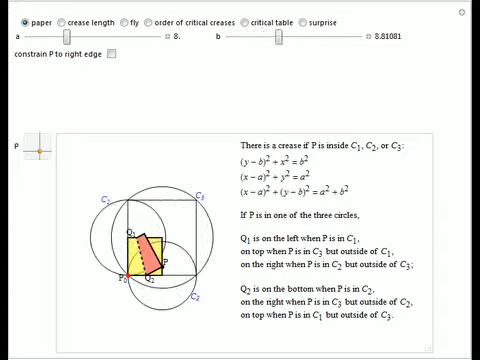 paper crease length fly order of critical creases critical table surprise
a 8. b 8.81081
constrain P to right edge
P
There is a crease if P is inside C₁, C₂, or C₃:
(y − b)² + x² = b²
(x − a)² + y² = a²
(x − a)² + (y − b)² = a² + b²
If P is in one of the three circles,
Q₁ is on the left when P is in C₁,
on top when P is in C₃ but outside of C₁,
on the right when P is in C₂ but outside of C₃;
Q₂ is on the bottom when P is in C₂,
on the right when P is in C₃ but outside of C₂,
on top when P is in C₁ but outside of C₃.
C₁ C₃
Q₁
P
P₀ Q₂
C₂